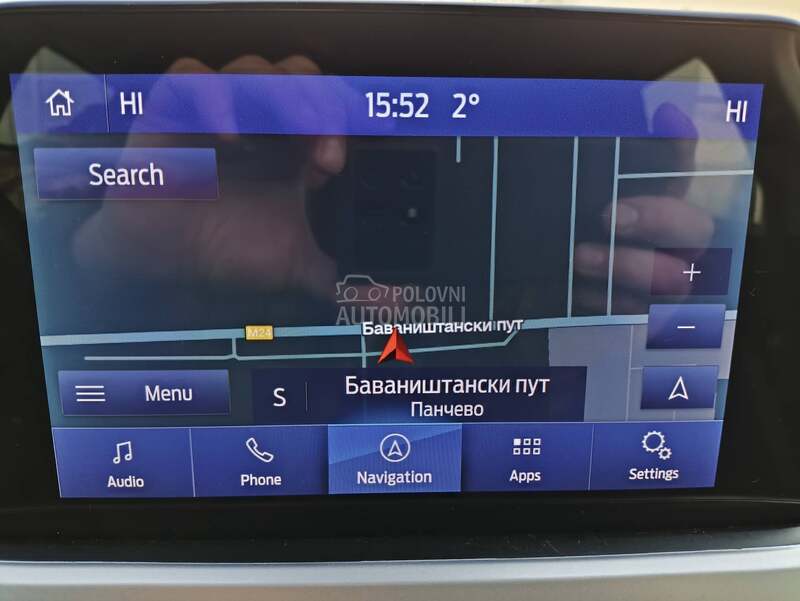 HI 15:52 2° HI
Search
POLOVNI
AUTOMOBILI
M24
Баваништански пут
S Баваништански пут
Панчево
Menu
Audio Phone Navigation Apps Settings